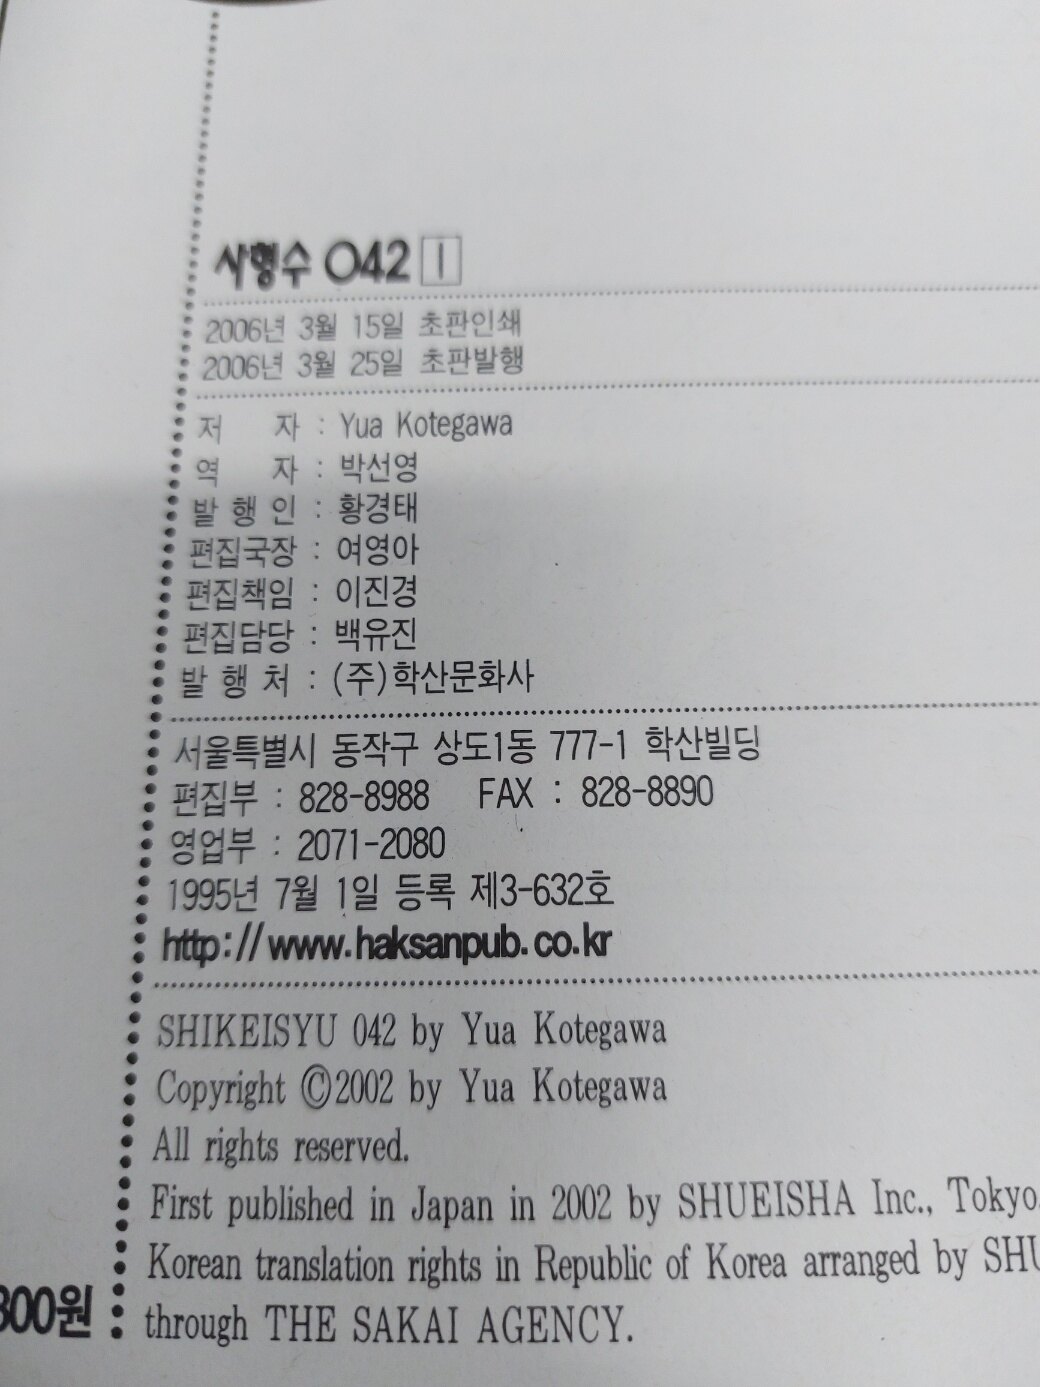 사형수 042 1
2006년 3월 15일 초판인쇄
2006년 3월 25일 초판발행
저 자 : Yua Kotegawa
역 자 : 박선영
발 행 인 : 황경태
편집국장 : 여영아
편집책임 : 이진경
편집담당 : 백유진
발 행 처 : (주)학산문화사
서울특별시 동작구 상도1동 777-1 학산빌딩
편집부 : 828-8988 FAX : 828-8890
영업부 : 2071-2080
1995년 7월 1일 등록 제3-632호
http://www.haksanpub.co.kr
SHIKEISYU 042 by Yua Kotegawa
Copyright ©2002 by Yua Kotegawa
All rights reserved.
First published in Japan in 2002 by SHUEISHA Inc., Tokyo.
Korean translation rights in Republic of Korea arranged by SHU
through THE SAKAI AGENCY.
800원